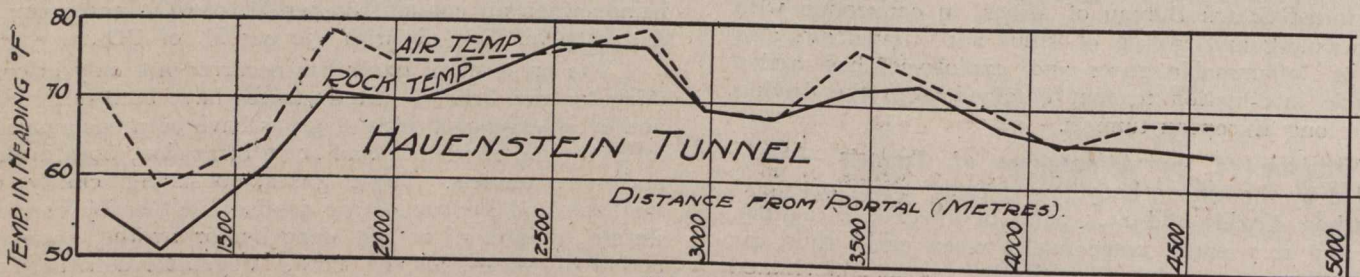 80
70
60
50
TEMP. IN HEADING °F
AIR TEMP
ROCK TEMP
HAUENSTEIN TUNNEL
DISTANCE FROM PORTAL (METRES).
1500
2000
2500
3000
3500
4000
4500
5000